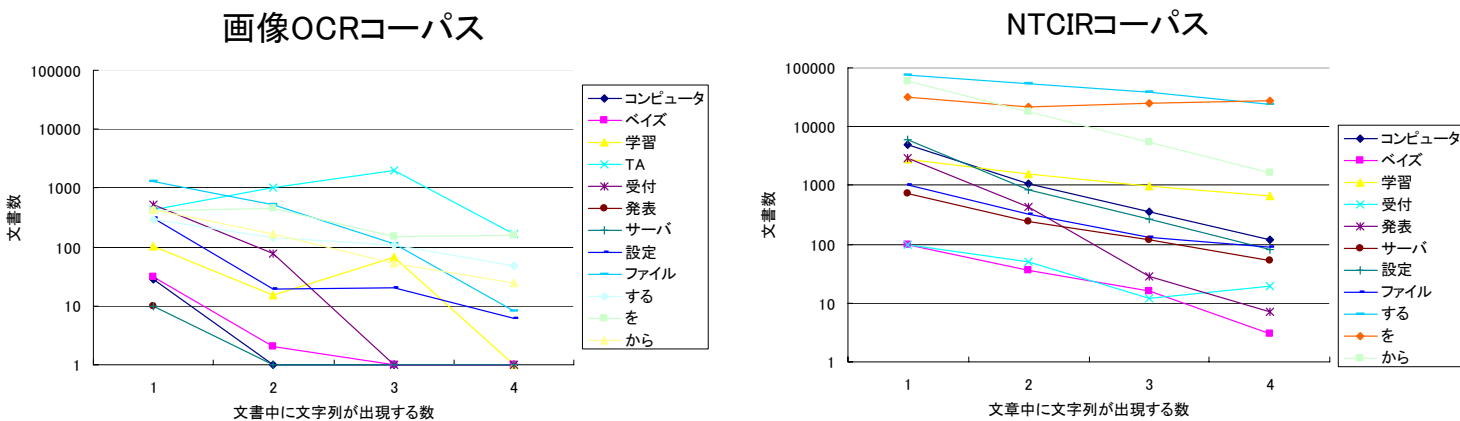 画像OCRコーパス
100000
10000
1000
100
10
1
文書数
1
2
3
4
文書中に文字列が出現する数
コンピュータ
ベイズ
学習
TA
受付
発表
サーバ
設定
ファイル
する
を
から
NTCIRコーパス
100000
10000
1000
100
10
1
文書数
1
2
3
4
文章中に文字列が出現する数
コンピュータ
ベイズ
学習
受付
発表
サーバ
設定
ファイル
する
を
から